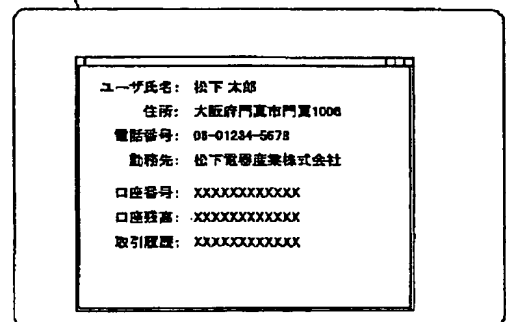 ユーザ氏名: 松下 太郎
住所: 大阪府門真市門真1006
電話番号: 06-01234-5678
勤務先: 松下電器産業株式会社
口座番号: XXXXXXXXXXXX
口座残高: XXXXXXXXXXXX
取引履歴: XXXXXXXXXXXX